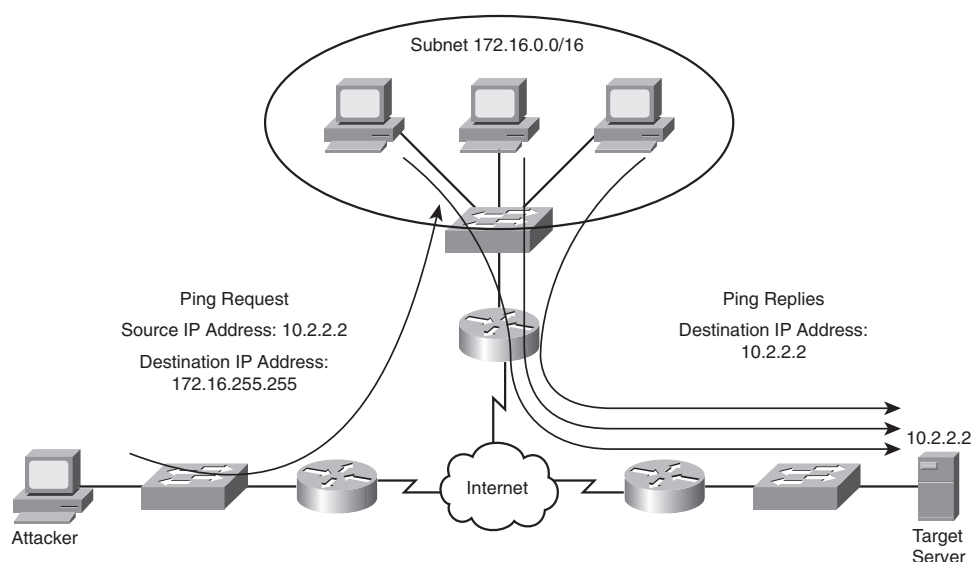 Subnet 172.16.0.0/16
Ping Request
Source IP Address: 10.2.2.2
Destination IP Address:
172.16.255.255
Ping Replies
Destination IP Address:
10.2.2.2
10.2.2.2
Internet
Attacker
Target
Server